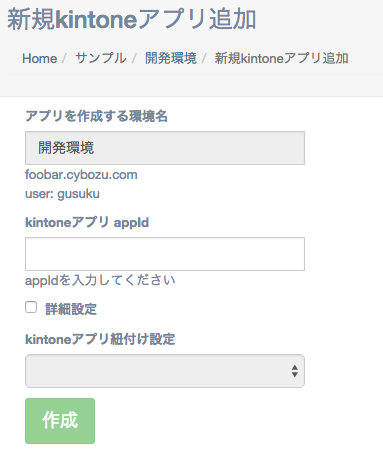 新規kintoneアプリ追加
Home / サンプル / 開発環境 / 新規kintoneアプリ追加
アプリを作成する環境名
開発環境
foobar.cybozu.com
user: gusuku
kintoneアプリ appId
appIdを入力してください
詳細設定
kintoneアプリ紐付け設定
作成